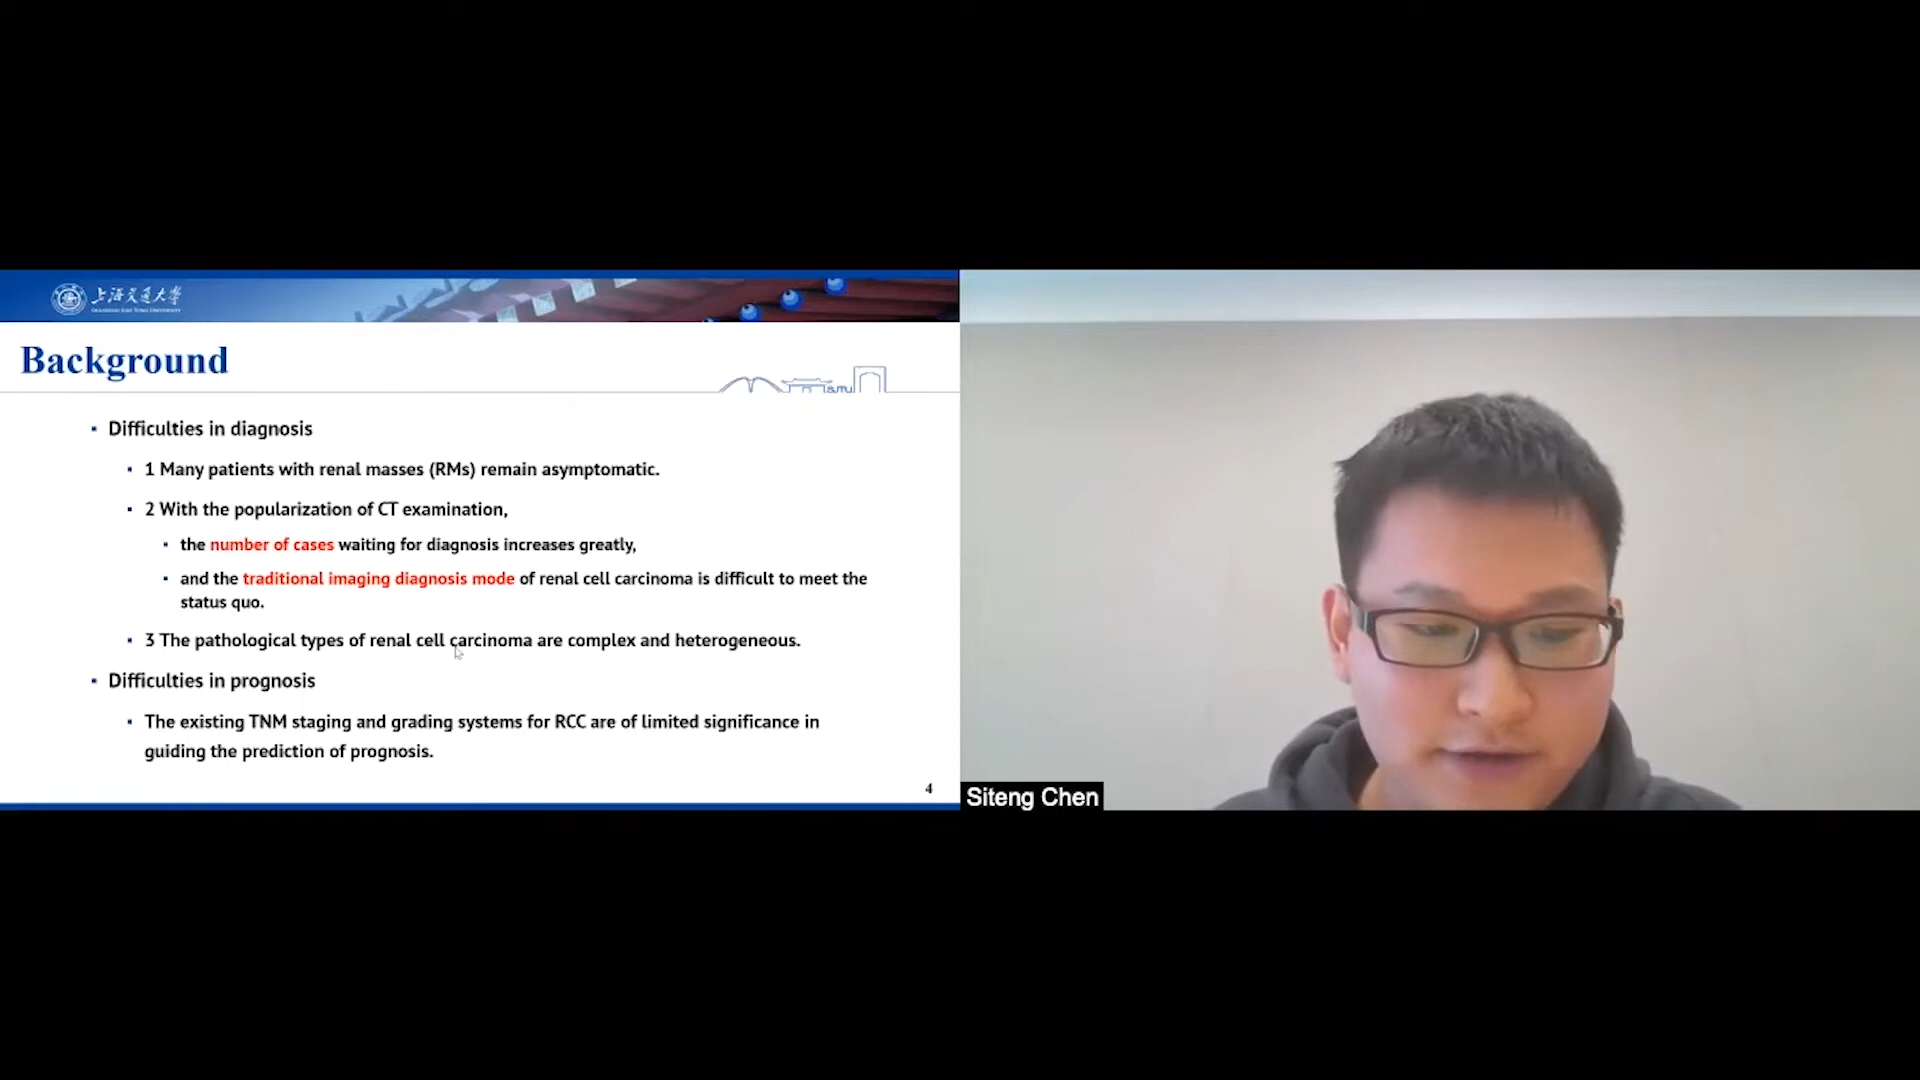 上海交通大学
SHANGHAI JIAO TONG UNIVERSITY
Background
▪ Difficulties in diagnosis
▪ 1 Many patients with renal masses (RMs) remain asymptomatic.
▪ 2 With the popularization of CT examination,
▪ the number of cases waiting for diagnosis increases greatly,
▪ and the traditional imaging diagnosis mode of renal cell carcinoma is difficult to meet the
status quo.
▪ 3 The pathological types of renal cell carcinoma are complex and heterogeneous.
▪ Difficulties in prognosis
▪ The existing TNM staging and grading systems for RCC are of limited significance in
guiding the prediction of prognosis.
4
Siteng Chen